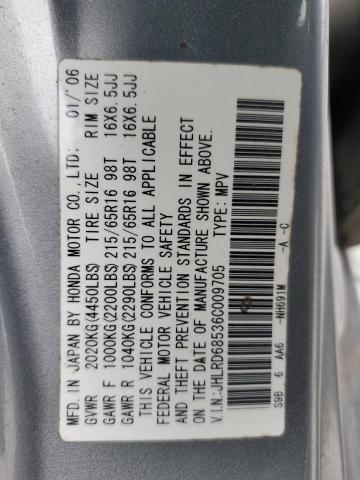 MFD. IN JAPAN BY HONDA MOTOR CO.,LTD: 01/'06
GVWR 2020KG(4450LBS) TIRE SIZE RIM SIZE
GAWR F 1000KG(2200LBS) 215/65R16 98T 16X6.5JJ
GAWR R 1040KG(2290LBS) 215/65R16 98T 16X6.5JJ
THIS VEHICLE CONFORMS TO ALL APPLICABLE
FEDERAL MOTOR VEHICLE SAFETY
AND THEFT PREVENTION STANDARDS IN EFFECT
ON THE DATE OF MANUFACTURE SHOWN ABOVE.
V.I.N: JHLRD68536C009705 TYPE: MPV
S9B 6 AA6 -NH691M -A -C